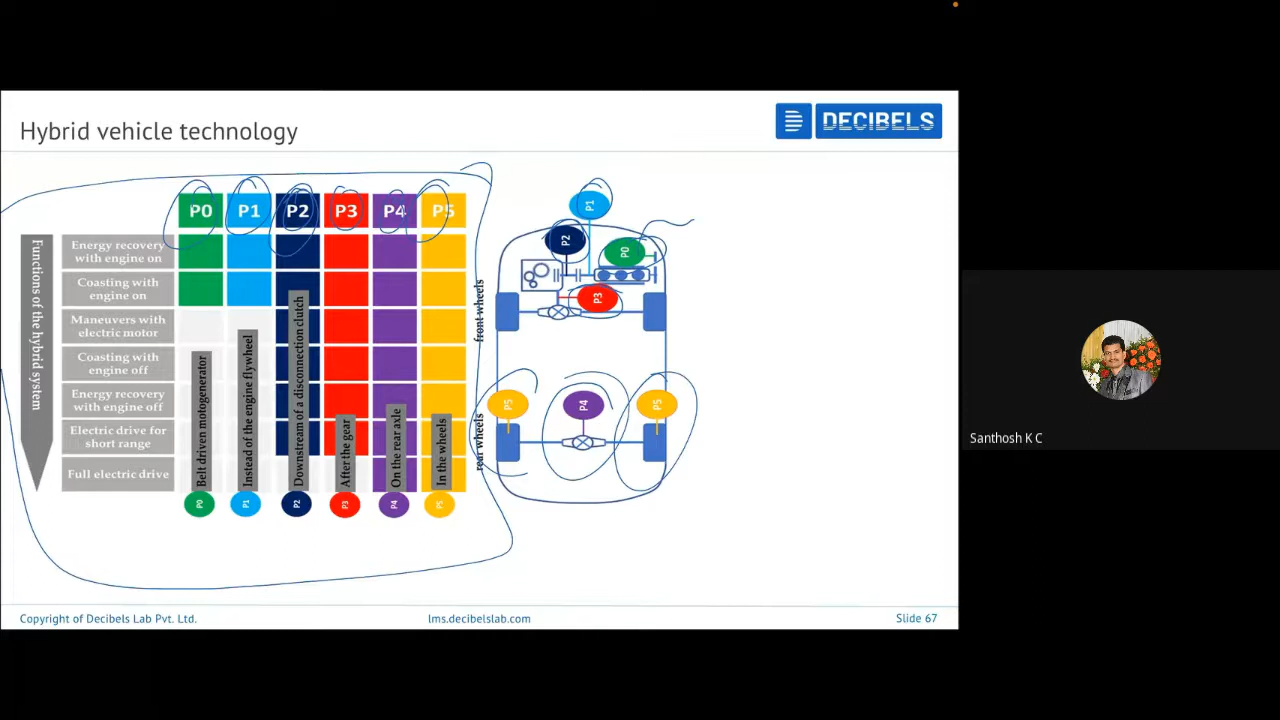 Hybrid vehicle technology
DECIBELS
P0 P1 P2 P3 P4 P5
Functions of the hybrid system
Energy recovery
with engine on
Coasting with
engine on
Maneuvers with
electric motor
Coasting with
engine off
Energy recovery
with engine off
Electric drive for
short range
Full electric drive
Belt driven motogenerator
Instead of the engine flywheel
Downstream of a disconnection clutch
After the gear
On the rear axle
In the wheels
P0 P1 P2 P3 P4 P5
front wheels
rear wheels
P1
P2
P0
P3
P5
P4
P5
Santhosh K C
Copyright of Decibels Lab Pvt. Ltd.
lms.decibelslab.com
Slide 67